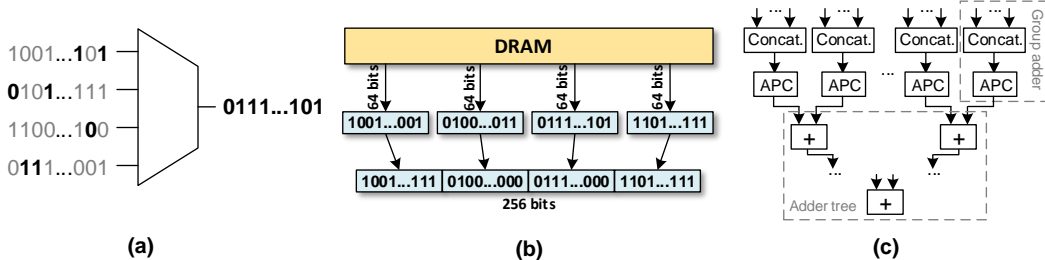 1001...101
0101...111
1100...100
0111...001
0111...101
(a)
DRAM
64 bits
64 bits
64 bits
64 bits
1001...001
0100...011
0111...101
1101...111
1001...111
0100...000
0111...000
1101...111
256 bits
(b)
... ... ... ...
Concat. Concat. Concat. Concat.
Group adder
APC APC ... APC APC
+ +
... ...
Adder tree
+
(c)